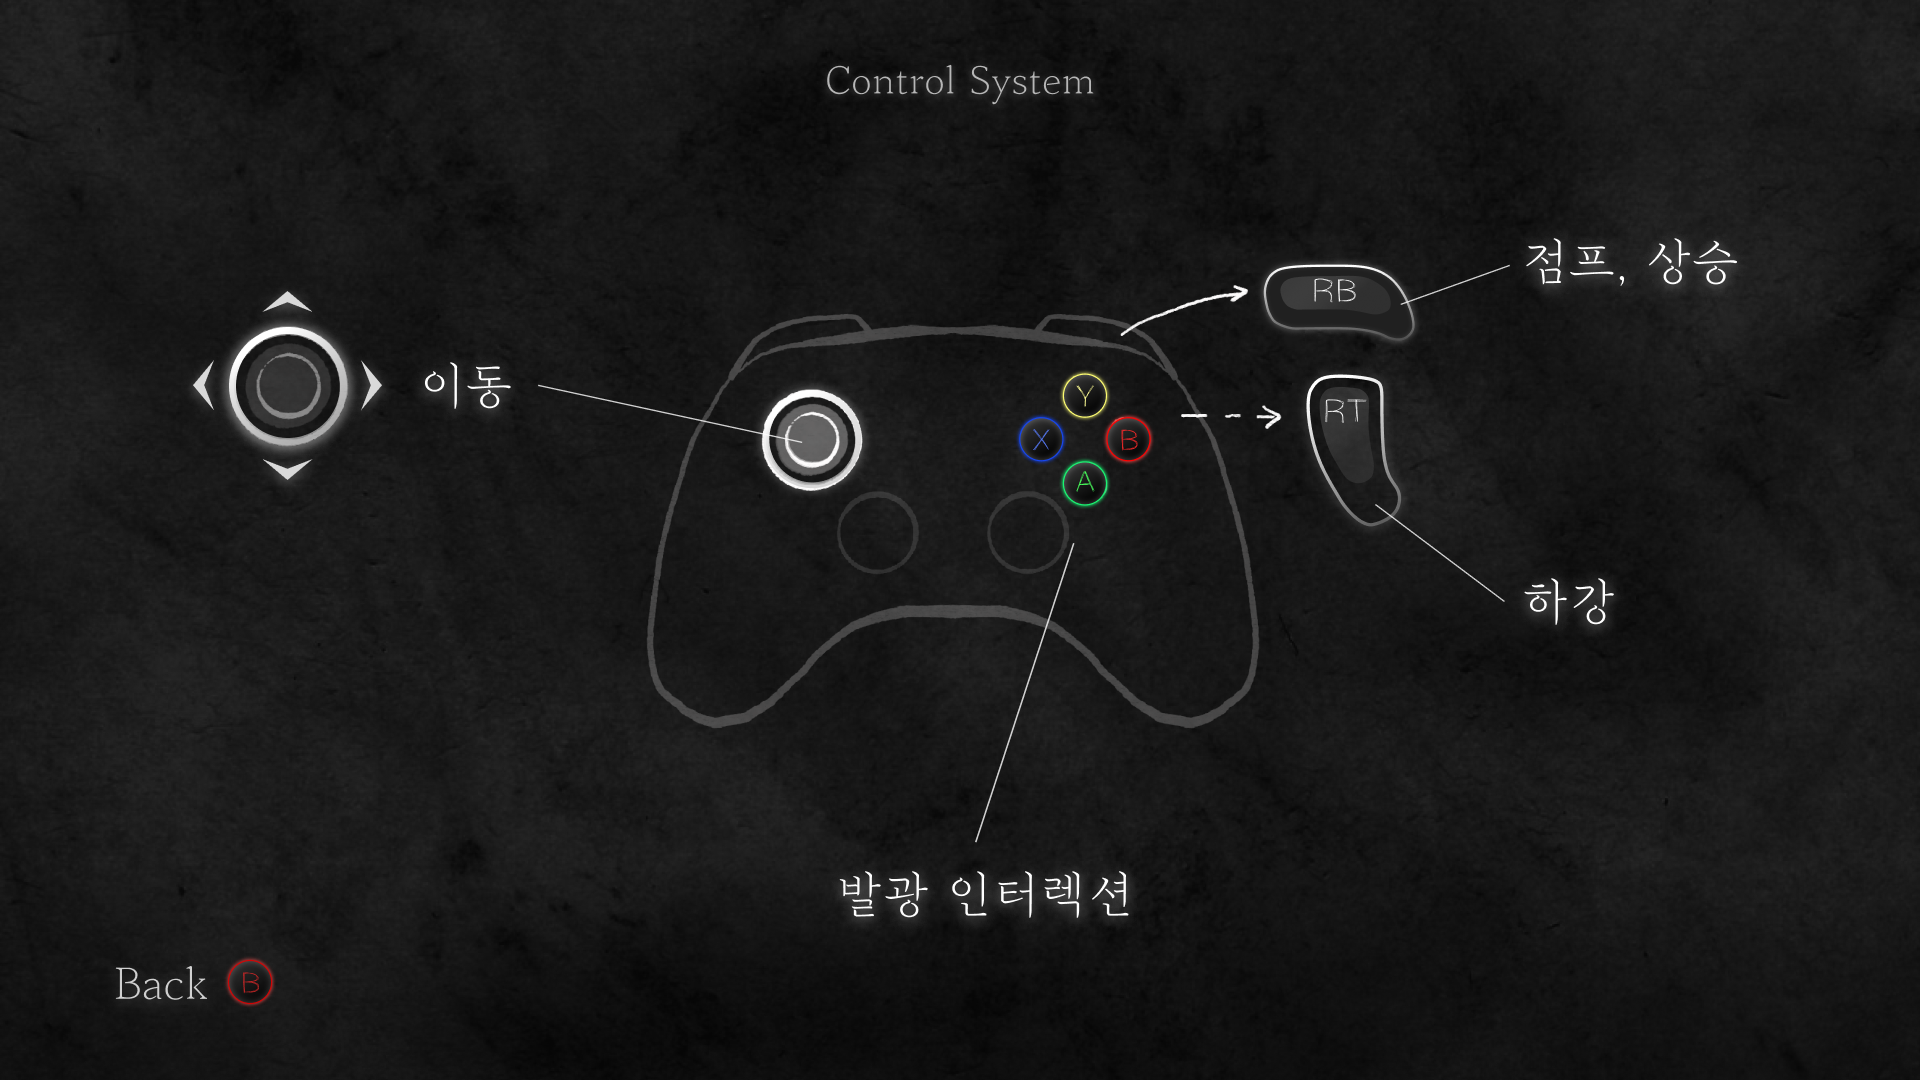 Control System
점프, 상승
RB
이동
Y
RT
X
B
A
하강
발광 인터렉션
Back B